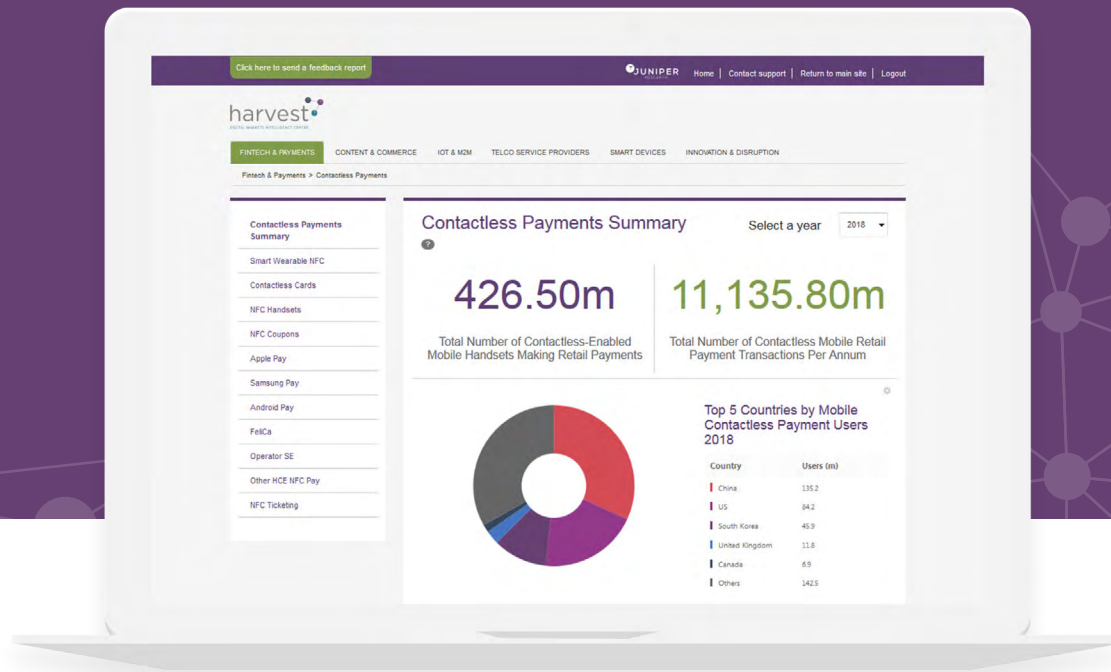 Click here to send a feedback report
JUNIPER
RESEARCH
Home | Contact support | Return to main site | Logout
harvest
DIGITAL MARKETS INTELLIGENCE CENTRE
FINTECH & PAYMENTS CONTENT & COMMERCE IOT & M2M TELCO SERVICE PROVIDERS SMART DEVICES INNOVATION & DISRUPTION
Fintech & Payments > Contactless Payments
Contactless Payments
Summary
Smart Wearable NFC
Contactless Cards
NFC Handsets
NFC Coupons
Apple Pay
Samsung Pay
Android Pay
FeliCa
Operator SE
Other HCE NFC Pay
NFC Ticketing
Contactless Payments Summary
?
Select a year 2018
426.50m
Total Number of Contactless-Enabled
Mobile Handsets Making Retail Payments
11,135.80m
Total Number of Contactless Mobile Retail
Payment Transactions Per Annum
Top 5 Countries by Mobile
Contactless Payment Users
2018
Country Users (m)
China 135.2
US 84.2
South Korea 45.9
United Kingdom 11.8
Canada 6.9
Others 142.5